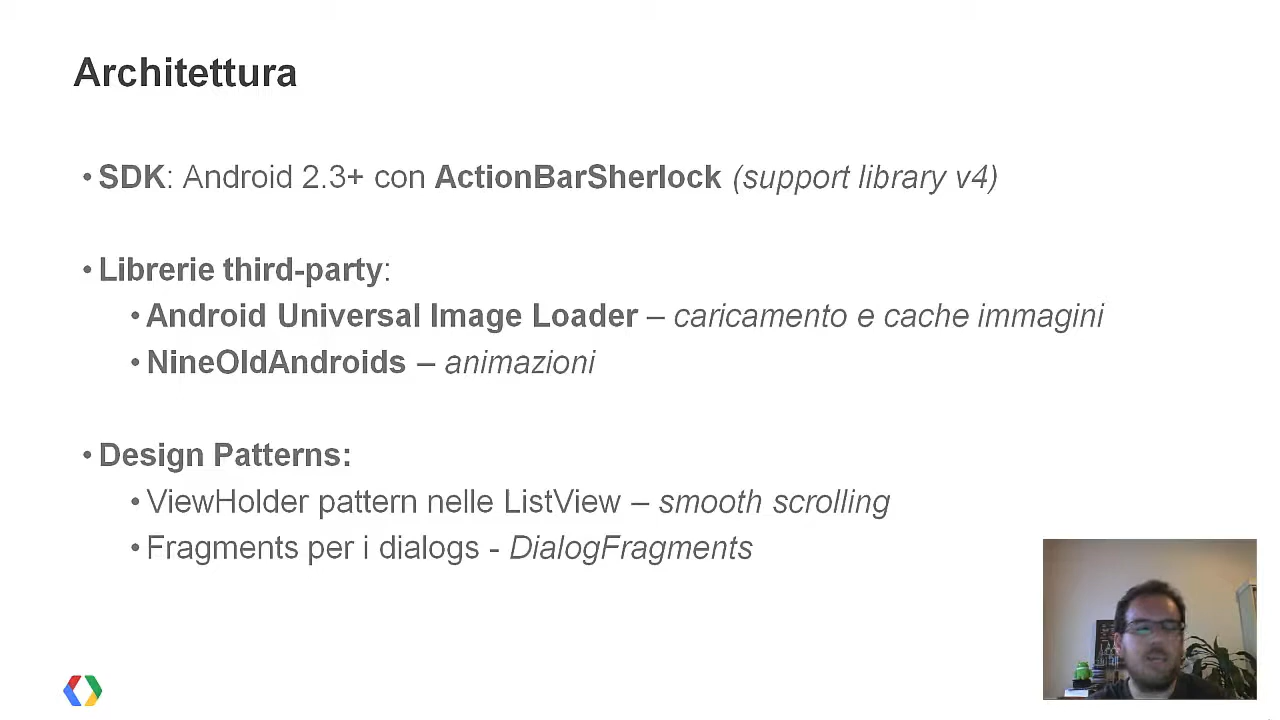 Architettura
• SDK: Android 2.3+ con ActionBarSherlock (support library v4)
• Librerie third-party:
• Android Universal Image Loader – caricamento e cache immagini
• NineOldAndroids – animazioni
• Design Patterns:
• ViewHolder pattern nelle ListView – smooth scrolling
• Fragments per i dialogs - DialogFragments